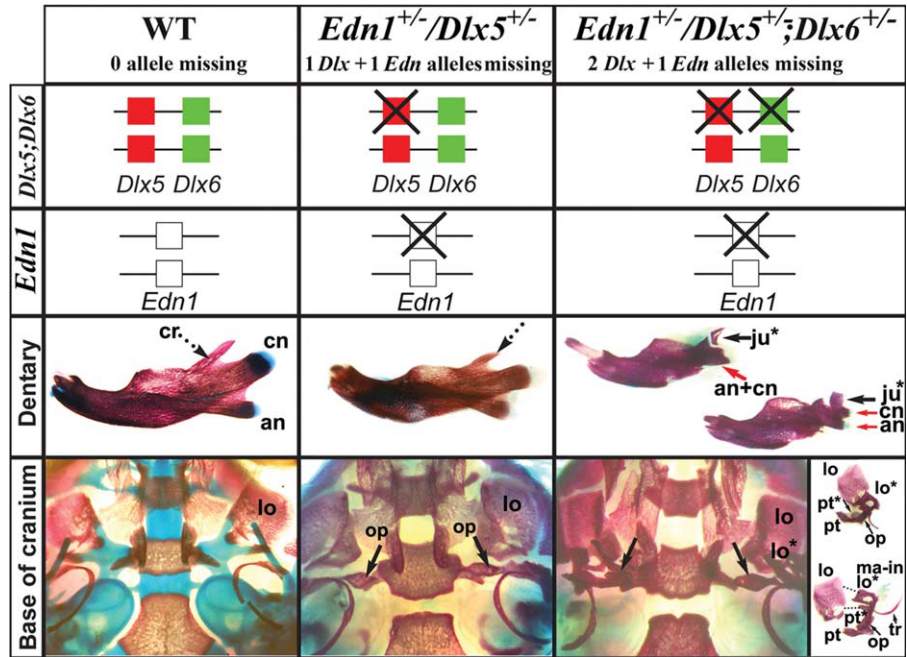 WT
0 allele missing
Edn1+/-/Dlx5+/-
1 Dlx + 1 Edn alleles missing
Edn1+/-/Dlx5+/-;Dlx6+/-
2 Dlx + 1 Edn alleles missing
Dlx5;Dlx6
Dlx5 Dlx6
Dlx5 Dlx6
Dlx5 Dlx6
Edn1
Edn1
Edn1
Edn1
Dentary
cr.
cn
an
ju*
an+cn
ju*
cn
an
Base of cranium
lo
op
op
lo
lo
lo*
lo
lo*
pt*
pt
op
lo
ma-in
lo*
pt*
pt
op
tr